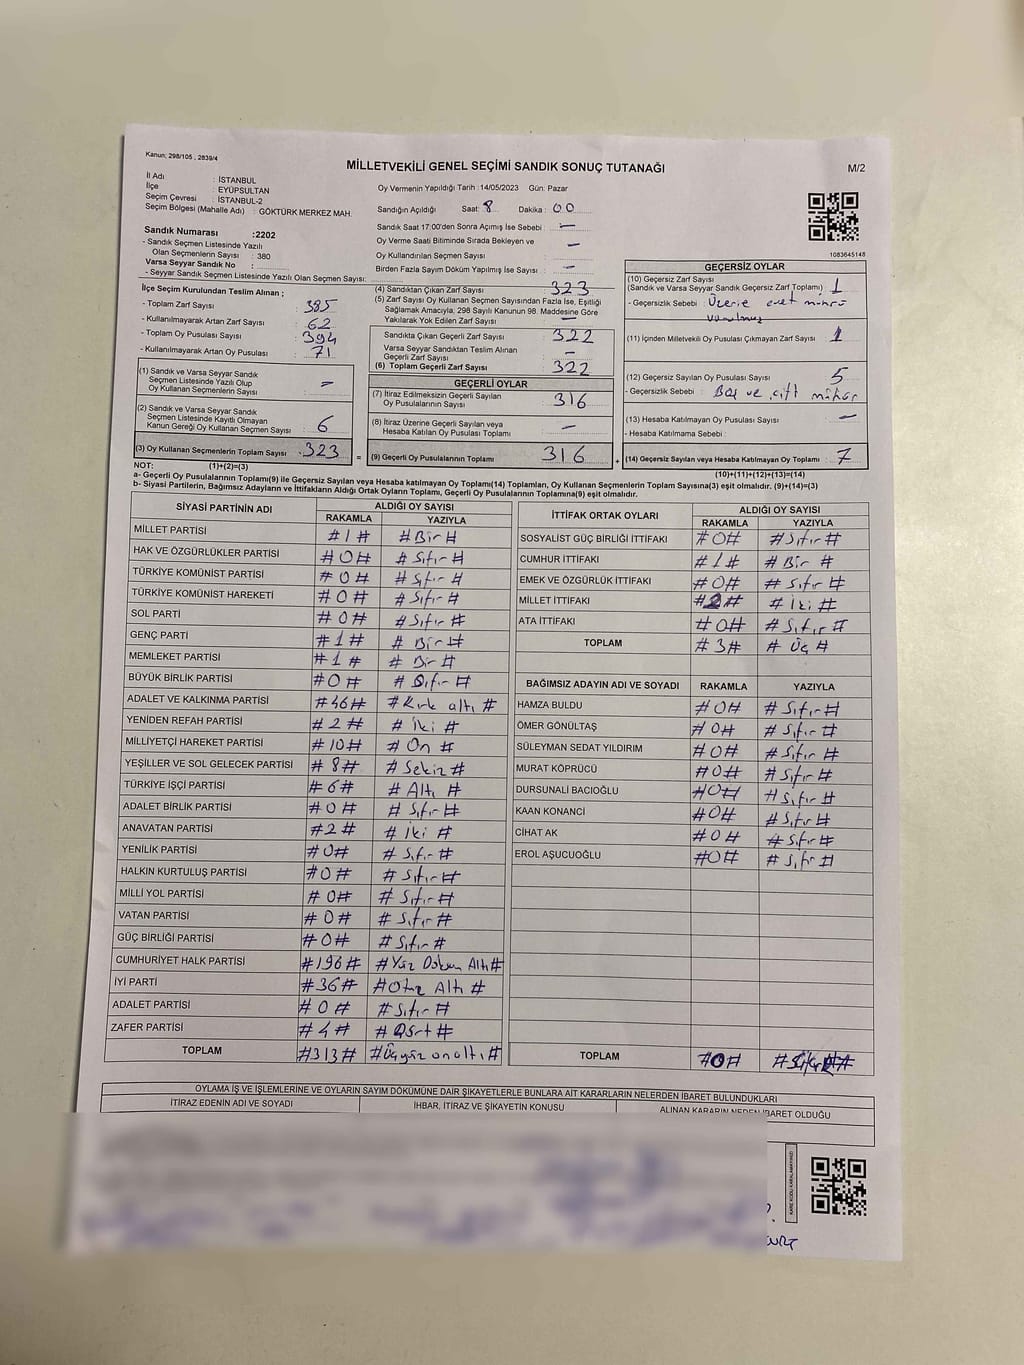 Kanun; 298/105 , 2839/4
MİLLETVEKİLİ GENEL SEÇİMİ SANDIK SONUÇ TUTANAĞI
M/2
İl Adı : İSTANBUL
İlçe : EYÜPSULTAN
Seçim Çevresi : İSTANBUL-2
Seçim Bölgesi (Mahalle Adı) : GÖKTÜRK MERKEZ MAH.
Oy Vermenin Yapıldığı Tarih :14/05/2023 Gün: Pazar
Sandığın Açıldığı Saat: 8 Dakika : 00
Sandık Saat 17:00'den Sonra Açımış İse Sebebi : —
Oy Verme Saati Bitiminde Sırada Bekleyen ve
Oy Kullandırılan Seçmen Sayısı : —
Birden Fazla Sayım Döküm Yapılmış İse Sayısı : —
1083645148
Sandık Numarası :2202
- Sandık Seçmen Listesinde Yazılı
Olan Seçmenlerin Sayısı : 380
Varsa Seyyar Sandık No :
- Seyyar Sandık Seçmen Listesinde Yazılı Olan Seçmen Sayısı:
İlçe Seçim Kurulundan Teslim Alınan ;
- Toplam Zarf Sayısı : 385
- Kullanılmayarak Artan Zarf Sayısı : 62
- Toplam Oy Pusulası Sayısı : 394
- Kullanılmayarak Artan Oy Pusulası : 71
(1) Sandık ve Varsa Seyyar Sandık
Seçmen Listesinde Yazılı Olup
Oy Kullanan Seçmenlerin Sayısı : —
(2) Sandık ve Varsa Seyyar Sandık
Seçmen Listesinde Kayıtlı Olmayan
Kanun Gereği Oy Kullanan Seçmen Sayısı : 6
(3) Oy Kullanan Seçmenlerin Toplam Sayısı : 323
(4) Sandıktan Çıkan Zarf Sayısı : 323
(5) Zarf Sayısı Oy Kullanan Seçmen Sayısından Fazla İse, Eşitliği
Sağlamak Amacıyla, 298 Sayılı Kanunun 98. Maddesine Göre
Yakılarak Yok Edilen Zarf Sayısı : —
Sandıkta Çıkan Geçerli Zarf Sayısı : 322
Varsa Seyyar Sandıktan Teslim Alınan
Geçerli Zarf Sayısı : —
(6) Toplam Geçerli Zarf Sayısı : 322
GEÇERLİ OYLAR
(7) İtiraz Edilmeksizin Geçerli Sayılan
Oy Pusulalarının Sayısı : 316
(8) İtiraz Üzerine Geçerli Sayılan veya
Hesaba Katılan Oy Pusulası Toplamı : —
= (9) Geçerli Oy Pusulalarının Toplamı : 316
GEÇERSİZ OYLAR
(10) Geçersiz Zarf Sayısı
(Sandık ve Varsa Seyyar Sandık Geçersiz Zarf Toplamı) : 1
- Geçersizlik Sebebi : Üzerine evet mührü
vurulmuş
(11) İçinden Milletvekili Oy Pusulası Çıkmayan Zarf Sayısı : 1
(12) Geçersiz Sayılan Oy Pusulası Sayısı : 5
- Geçersizlik Sebebi : Boş ve çift mühür
(13) Hesaba Katılmayan Oy Pusulası Sayısı : —
- Hesaba Katılmama Sebebi :
+ (14) Geçersiz Sayılan veya Hesaba Katılmayan Oy Toplamı : 7
NOT: (1)+(2)=(3)
(10)+(11)+(12)+(13)=(14)
a- Geçerli Oy Pusulalarının Toplamı(9) ile Geçersiz Sayılan veya Hesaba katılmayan Oy Toplamı(14) Toplamları, Oy Kullanan Seçmenlerin Toplam Sayısına(3) eşit olmalıdır. (9)+(14)=(3)
b- Siyasi Partilerin, Bağımsız Adayların ve İttifakların Aldığı Ortak Oyların Toplamı, Geçerli Oy Pusulalarının Toplamına(9) eşit olmalıdır.
SİYASİ PARTİNİN ADI ALDIĞI OY SAYISI
RAKAMLA YAZIYLA
MİLLET PARTİSİ #1# #Bir#
HAK VE ÖZGÜRLÜKLER PARTİSİ #0# #Sıfır#
TÜRKİYE KOMÜNİST PARTİSİ #0# #Sıfır#
TÜRKİYE KOMÜNİST HAREKETİ #0# #Sıfır#
SOL PARTİ #0# #Sıfır#
GENÇ PARTİ #1# #Bir#
MEMLEKET PARTİSİ #1# #Bir#
BÜYÜK BİRLİK PARTİSİ #0# #Sıfır#
ADALET VE KALKINMA PARTİSİ #46# #Kırk altı#
YENİDEN REFAH PARTİSİ #2# #İki#
MİLLİYETÇİ HAREKET PARTİSİ #10# #On#
YEŞİLLER VE SOL GELECEK PARTİSİ #8# #Sekiz#
TÜRKİYE İŞÇİ PARTİSİ #6# #Altı#
ADALET BİRLİK PARTİSİ #0# #Sıfır#
ANAVATAN PARTİSİ #2# #İki#
YENİLİK PARTİSİ #0# #Sıfır#
HALKIN KURTULUŞ PARTİSİ #0# #Sıfır#
MİLLİ YOL PARTİSİ #0# #Sıfır#
VATAN PARTİSİ #0# #Sıfır#
GÜÇ BİRLİĞİ PARTİSİ #0# #Sıfır#
CUMHURİYET HALK PARTİSİ #196# #Yüz Doksan Altı#
İYİ PARTİ #36# #Otuz Altı#
ADALET PARTİSİ #0# #Sıfır#
ZAFER PARTİSİ #4# #Dört#
TOPLAM #313# #Üçyüz onaltı#
İTTİFAK ORTAK OYLARI ALDIĞI OY SAYISI
RAKAMLA YAZIYLA
SOSYALİST GÜÇ BİRLİĞİ İTTİFAKI #0# #Sıfır#
CUMHUR İTTİFAKI #1# #Bir#
EMEK VE ÖZGÜRLÜK İTTİFAKI #0# #Sıfır#
MİLLET İTTİFAKI #2# #İki#
ATA İTTİFAKI #0# #Sıfır#
TOPLAM #3# #Üç#
BAĞIMSIZ ADAYIN ADI VE SOYADI RAKAMLA YAZIYLA
HAMZA BULDU #0# #Sıfır#
ÖMER GÖNÜLTAŞ #0# #Sıfır#
SÜLEYMAN SEDAT YILDIRIM #0# #Sıfır#
MURAT KÖPRÜCÜ #0# #Sıfır#
DURSUNALİ BACIOĞLU #0# #Sıfır#
KAAN KONANCİ #0# #Sıfır#
CİHAT AK #0# #Sıfır#
EROL AŞUCUOĞLU #0# #Sıfır#
TOPLAM #0# #Sıfır#
OYLAMA İŞ VE İŞLEMLERİNE VE OYLARIN SAYIM DÖKÜMÜNE DAİR ŞİKAYETLERLE BUNLARA AİT KARARLARIN NELERDEN İBARET BULUNDUKLARI
İTİRAZ EDENİN ADI VE SOYADI İHBAR, İTİRAZ VE ŞİKAYETİN KONUSU ALINAN KARARIN NEDEN İBARET OLDUĞU
KARE KODU KARALAMAYINIZ!